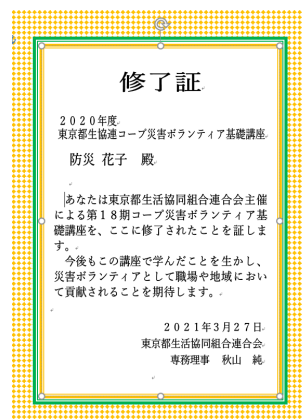 修了証
２０２０年度
東京都生協連コープ災害ボランティア基礎講座
防災 花子　殿
あなたは東京都生活協同組合連合会主催
による第１８期コープ災害ボランティア基
礎講座を、ここに修了されたことを証しま
す。
　今後もこの講座で学んだことを生かし、
災害ボランティアとして職場や地域におい
て貢献されることを期待します。
２０２１年３月２７日
東京都生活協同組合連合会
専務理事　秋山　純